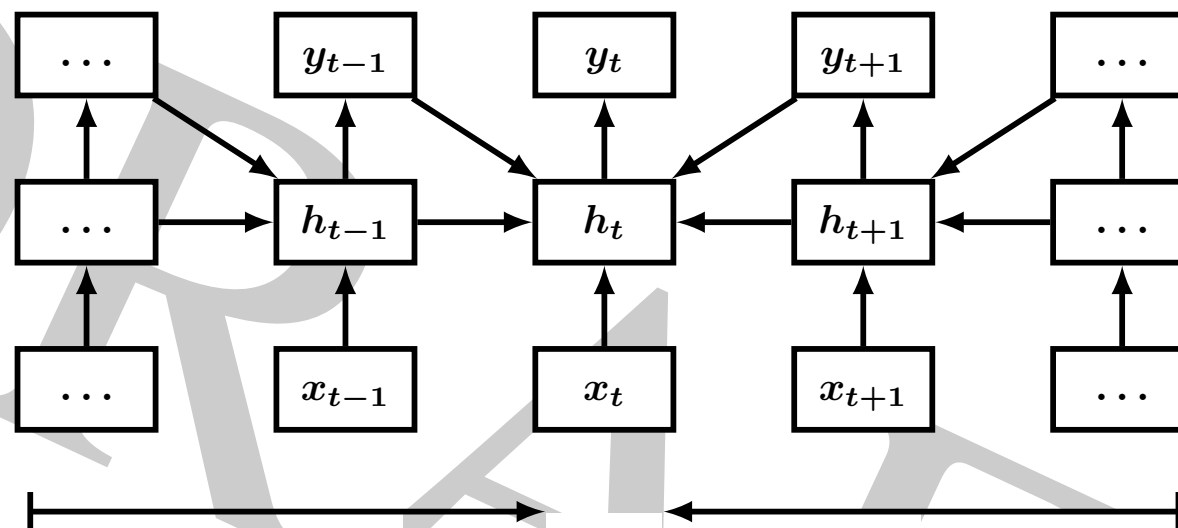 ... y_{t−1} y_t y_{t+1} ...
... h_{t−1} h_t h_{t+1} ...
... x_{t−1} x_t x_{t+1} ...